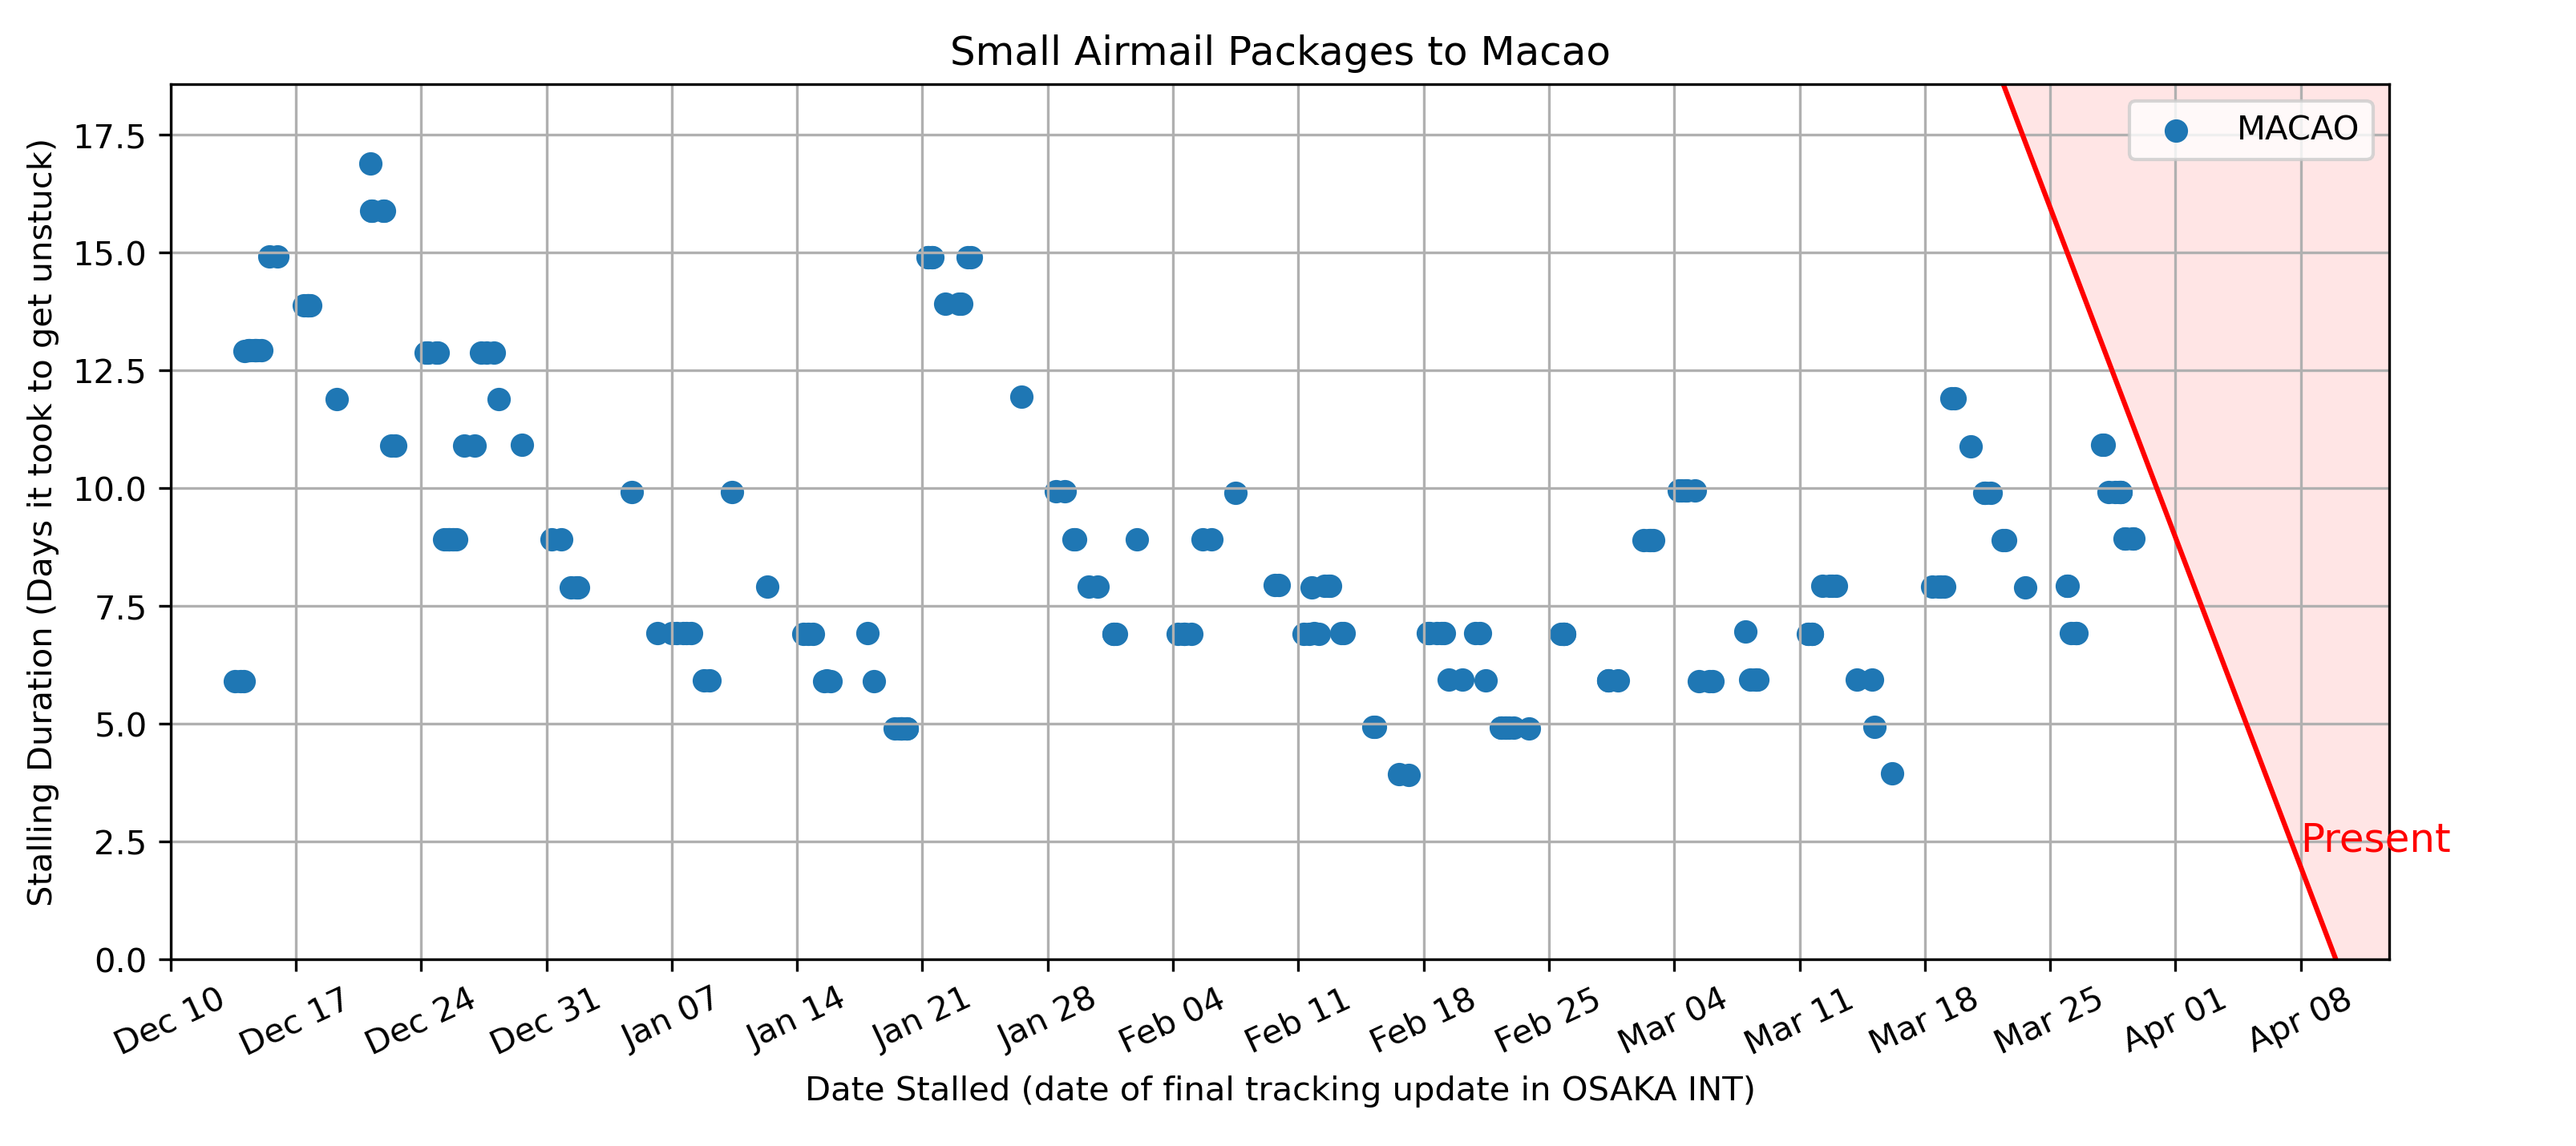 Small Airmail Packages to Macao
MACAO
Stalling Duration (Days it took to get unstuck)
17.5
15.0
12.5
10.0
7.5
5.0
2.5
0.0
Present
Dec 10
Dec 17
Dec 24
Dec 31
Jan 07
Jan 14
Jan 21
Jan 28
Feb 04
Feb 11
Feb 18
Feb 25
Mar 04
Mar 11
Mar 18
Mar 25
Apr 01
Apr 08
Date Stalled (date of final tracking update in OSAKA INT)